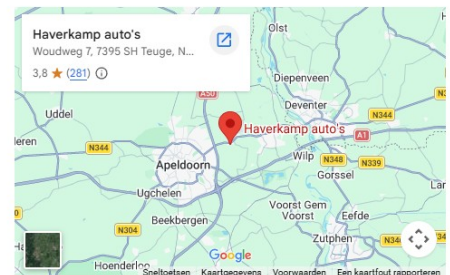 Haverkamp auto's
Woudweg 7, 7395 SH Teuge, N...
3,8 ★ (281)
Olst
Diepenveen
A50
Deventer
N344
Uddel
Haverkamp auto's
A1
N344
Apeldoorn
Wilp
N348
N339
Gorssel
Ugchelen
Voorst Gem
Voorst
Eefde
N304
Beekbergen
Zutphen
Hoenderloo
Google
Sneltoetsen
Kaartgegevens
Voorwaarden
Een kaartfout rapporteren